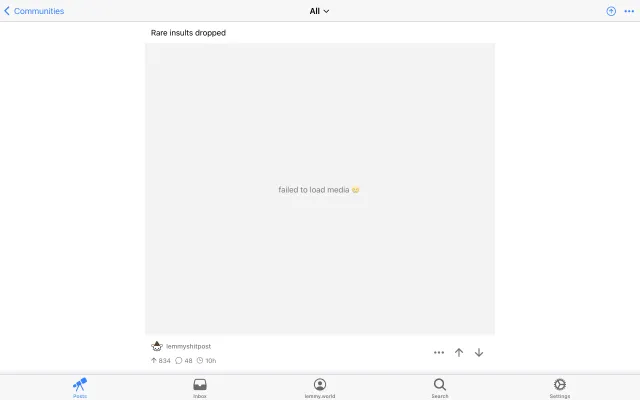 Communities
All
Rare insults dropped
failed to load media
lemmyshitpost
834 48 10h
Posts
Inbox
lemmy.world
Search
Settings